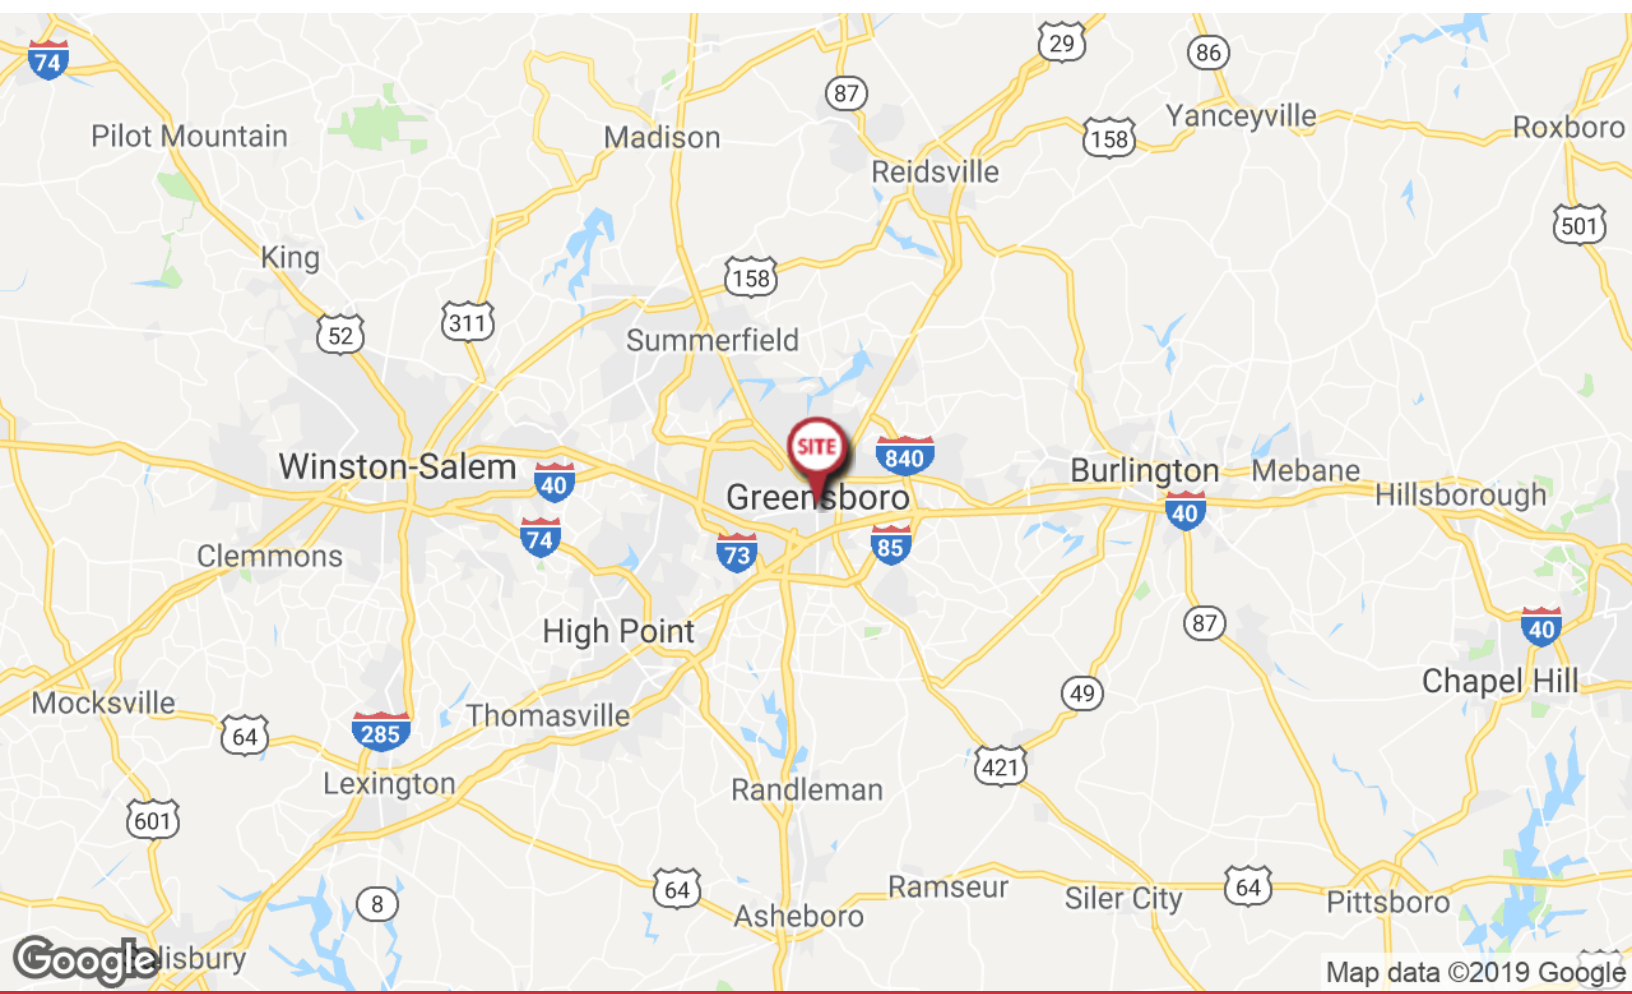 29
86
74
87
Yanceyville
Roxboro
Pilot Mountain
Madison
158
Reidsville
501
King
158
311
52
Summerfield
SITE
840
Winston-Salem
40
Greensboro
Burlington
Mebane
Hillsborough
40
74
73
85
Clemmons
High Point
87
40
Chapel Hill
49
Mocksville
Thomasville
64
285
421
Lexington
Randleman
601
64
Ramseur
64
Siler City
Pittsboro
8
Asheboro
Google
alisbury
Map data ©2019 Google